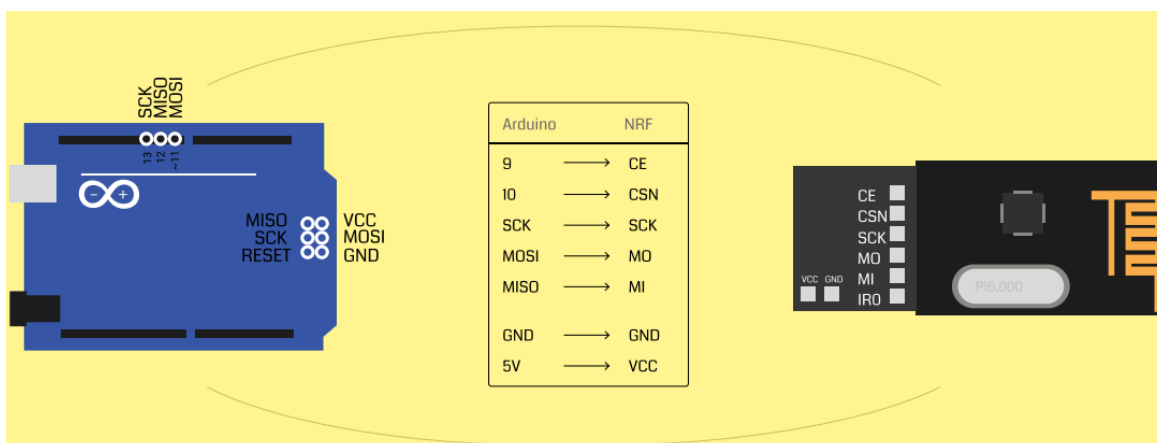 SCK
MISO
MOSI
13
12
~11
MISO VCC
SCK MOSI
RESET GND
Arduino NRF
9 → CE
10 → CSN
SCK → SCK
MOSI → MO
MISO → MI
GND → GND
5V → VCC
CE
CSN
SCK
MO
MI
IRO
VCC GND
P16,000